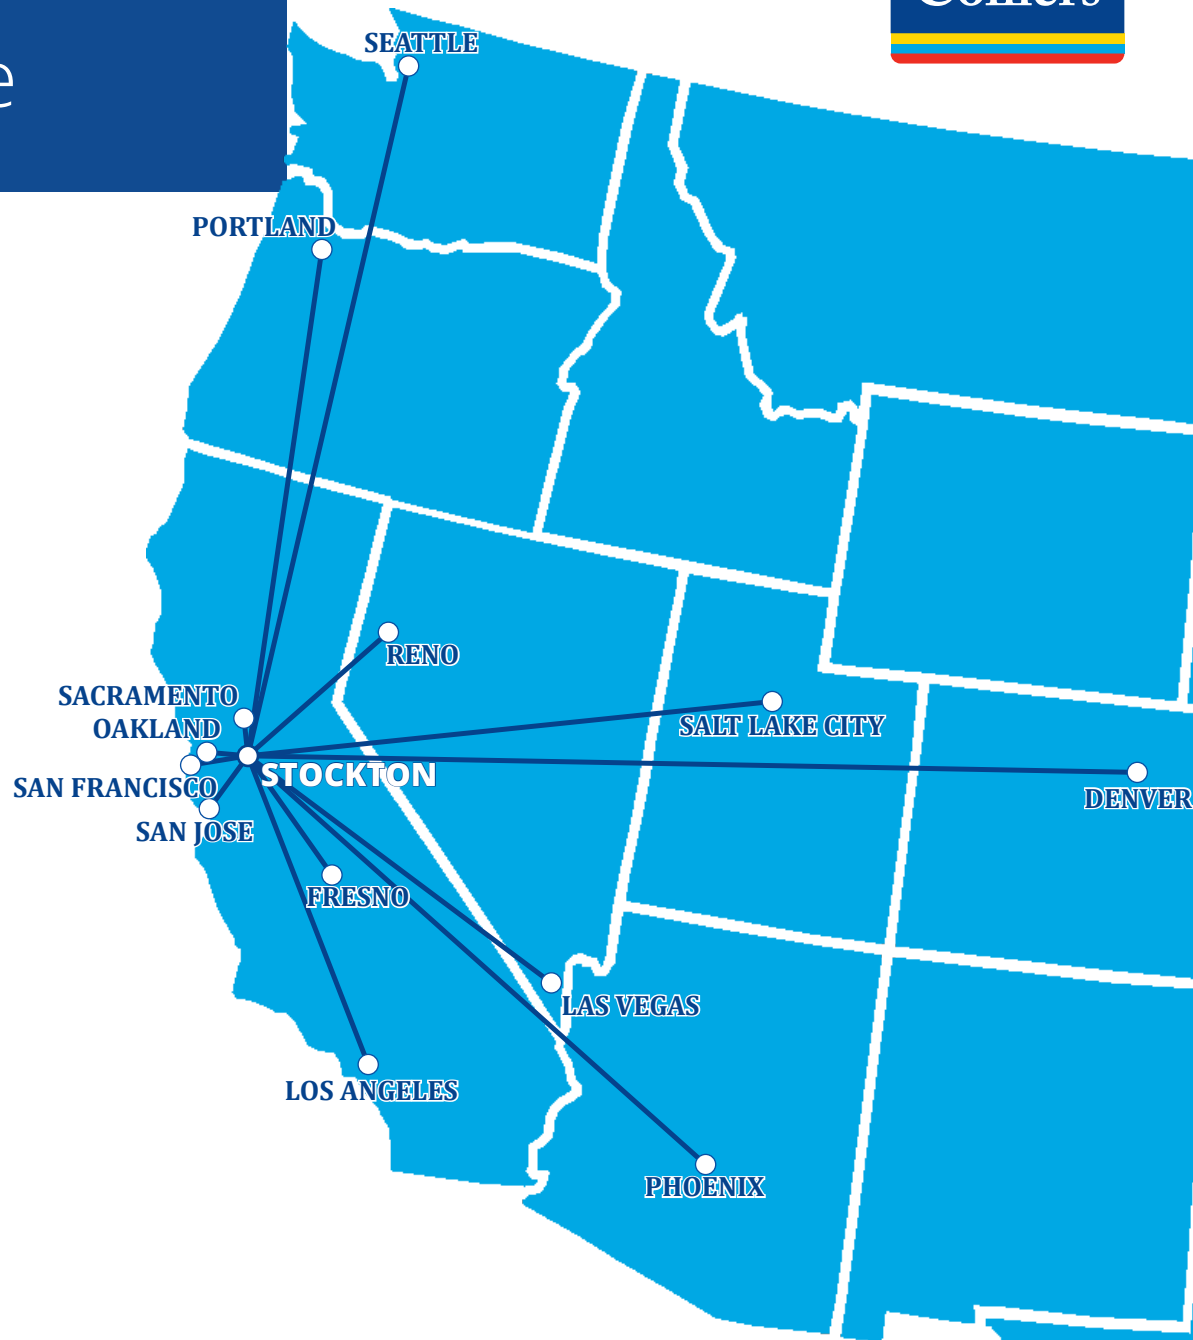 e
Colliers
SEATTLE
PORTLAND
RENO
SACRAMENTO
OAKLAND
SALT LAKE CITY
STOCKTON
SAN FRANCISCO
DENVER
SAN JOSE
FRESNO
LAS VEGAS
LOS ANGELES
PHOENIX